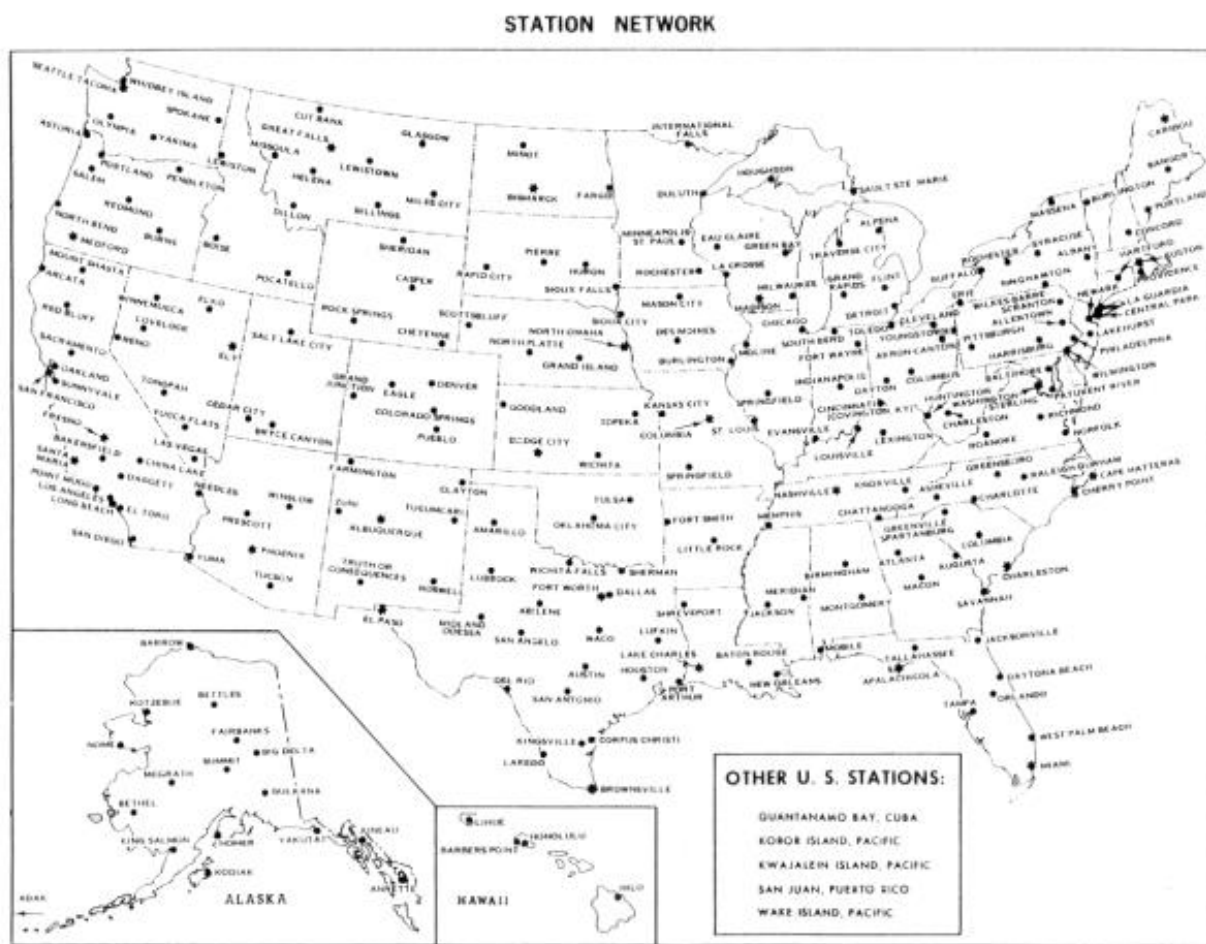 STATION NETWORK
SEATTLE TACOMA
WHIDBEY ISLAND
SPOKANE
OLYMPIA
ASTORIA
YAKIMA
PORTLAND
LEWISTON
SALEM
PENDLETON
REDMOND
NORTH BEND
BURNS
MEDFORD
BOISE
POCATELLO
CUT BANK
GREAT FALLS
GLASGOW
MISSOULA
LEWISTOWN
HELENA
DILLON
BILLINGS
MILES CITY
MINOT
BISMARCK
FARGO
INTERNATIONAL
FALLS
DULUTH
HOUGHTON
SAULT STE MARIE
MINNEAPOLIS
ST. PAUL
EAU CLAIRE
GREEN BAY
ALPENA
TRAVERSE CITY
CARIBOU
BANGOR
BURLINGTON
MASSENA
PORTLAND
CONCORD
SYRACUSE
ROCHESTER
ALBANY
HARTFORD
BOSTON
PROVIDENCE
BUFFALO
BINGHAMTON
NEWARK
ERIE
WILKES BARRE
SCRANTON
LA GUARDIA
CENTRAL PARK
ALLENTOWN
LAKEHURST
PITTSBURGH
HARRISBURG
PHILADELPHIA
WILMINGTON
BALTIMORE
PATUXENT RIVER
WASHINGTON
STERLING
MOUNT SHASTA
ARCATA
WINNEMUCCA
ELKO
RED BLUFF
LOVELOCK
RENO
ELY
SACRAMENTO
OAKLAND
SUNNYVALE
SAN FRANCISCO
TONOPAH
FRESNO
YUCCA FLATS
BAKERSFIELD
LAS VEGAS
SANTA
MARIA
CHINA LAKE
POINT MUGU
DAGGETT
LOS ANGELES
LONG BEACH
EL TORO
SAN DIEGO
NEEDLES
SALT LAKE CITY
CEDAR CITY
BRYCE CANYON
SHERIDAN
CASPER
ROCK SPRINGS
CHEYENNE
RAPID CITY
PIERRE
HURON
SIOUX FALLS
ROCHESTER
LA CROSSE
MASON CITY
MADISON
MILWAUKEE
GRAND
RAPIDS
FLINT
DETROIT
SCOTTSBLUFF
NORTH OMAHA
NORTH PLATTE
GRAND ISLAND
SIOUX CITY
DES MOINES
BURLINGTON
MOLINE
CHICAGO
SOUTH BEND
FORT WAYNE
TOLEDO
CLEVELAND
YOUNGSTOWN
AKRON-CANTON
GRAND
JUNCTION
EAGLE
DENVER
COLORADO SPRINGS
PUEBLO
GOODLAND
DODGE CITY
WICHITA
TOPEKA
KANSAS CITY
COLUMBIA
ST. LOUIS
SPRINGFIELD
SPRINGFIELD
INDIANAPOLIS
DAYTON
COLUMBUS
CINCINNATI
(COVINGTON, KY)
EVANSVILLE
LOUISVILLE
LEXINGTON
HUNTINGTON
CHARLESTON
ROANOKE
RICHMOND
NORFOLK
GREENSBORO
RALEIGH DURHAM
CAPE HATTERAS
CHERRY POINT
CHARLOTTE
ASHEVILLE
KNOXVILLE
NASHVILLE
CHATTANOOGA
MEMPHIS
GREENVILLE
SPARTANBURG
COLUMBIA
CHARLESTON
ATLANTA
AUGUSTA
MACON
SAVANNAH
BIRMINGHAM
MONTGOMERY
MERIDIAN
JACKSON
MOBILE
FARMINGTON
CLAYTON
WINSLOW
ZUNI
TUCUMCARI
PRESCOTT
ALBUQUERQUE
PHOENIX
YUMA
TUCSON
TRUTH OR
CONSEQUENCES
ROSWELL
EL PASO
AMARILLO
LUBBOCK
TULSA
OKLAHOMA CITY
FORT SMITH
LITTLE ROCK
WICHITA FALLS
SHERMAN
FORT WORTH
DALLAS
ABILENE
MIDLAND
ODESSA
SAN ANGELO
WACO
LUFKIN
SHREVEPORT
LAKE CHARLES
HOUSTON
BATON ROUGE
NEW ORLEANS
PORT
ARTHUR
AUSTIN
DEL RIO
SAN ANTONIO
KINGSVILLE
CORPUS CHRISTI
LAREDO
BROWNSVILLE
TALLAHASSEE
APALACHICOLA
JACKSONVILLE
DAYTONA BEACH
ORLANDO
TAMPA
WEST PALM BEACH
MIAMI
BARROW
BETTLES
KOTZEBUE
FAIRBANKS
NOME
BIG DELTA
SUMMIT
MCGRATH
GULKANA
BETHEL
KING SALMON
HOMER
YAKUTAT
JUNEAU
KODIAK
ANNETTE
ADAK
ALASKA
LIHUE
HONOLULU
BARBERS POINT
HILO
HAWAII
OTHER U. S. STATIONS:
GUANTANAMO BAY, CUBA
KOROR ISLAND, PACIFIC
KWAJALEIN ISLAND, PACIFIC
SAN JUAN, PUERTO RICO
WAKE ISLAND, PACIFIC